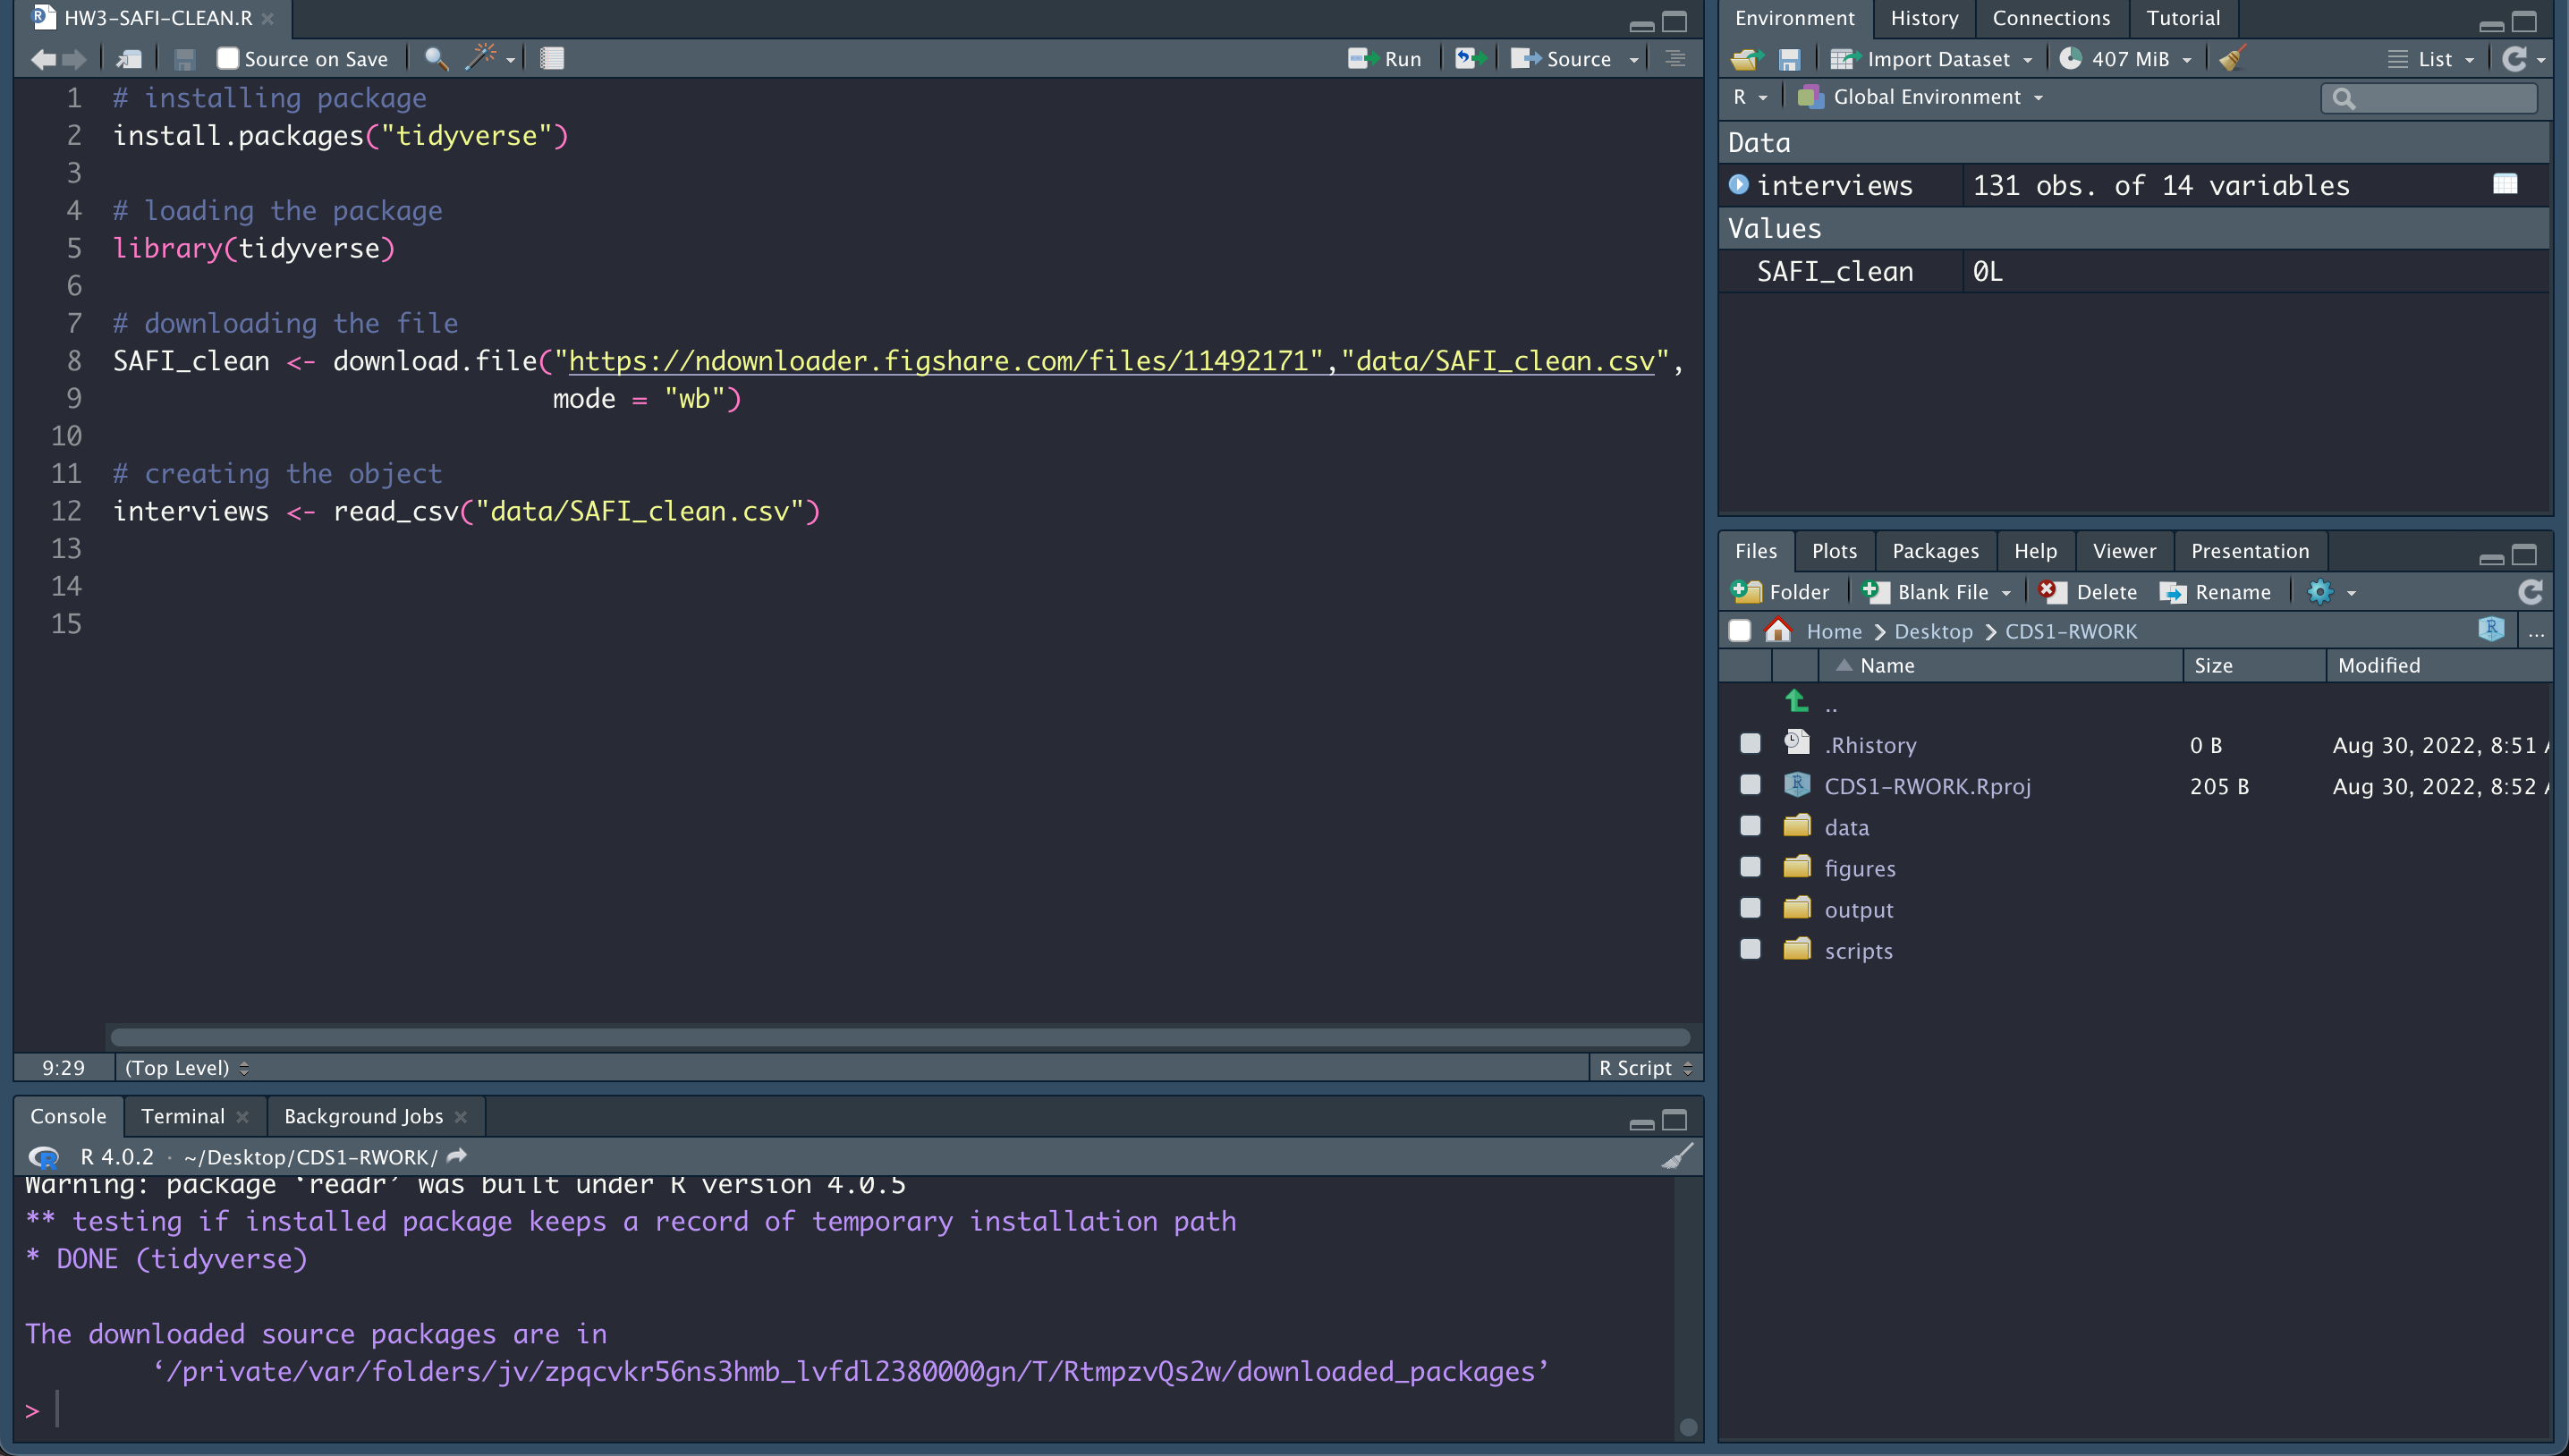 HW3-SAFI-CLEAN.R
Source on Save
Run
Source
1 # installing package
2 install.packages("tidyverse")
3
4 # loading the package
5 library(tidyverse)
6
7 # downloading the file
8 SAFI_clean <- download.file("https://ndownloader.figshare.com/files/11492171","data/SAFI_clean.csv",
9 mode = "wb")
10
11 # creating the object
12 interviews <- read_csv("data/SAFI_clean.csv")
13
14
15
9:29 (Top Level) R Script
Console Terminal Background Jobs
R 4.0.2 · ~/Desktop/CDS1-RWORK/
Warning: package ‘readr’ was built under R version 4.0.5
** testing if installed package keeps a record of temporary installation path
* DONE (tidyverse)
The downloaded source packages are in
‘/private/var/folders/jv/zpqcvkr56ns3hmb_lvfdl2380000gn/T/RtmpzvQs2w/downloaded_packages’
>
Environment History Connections Tutorial
Import Dataset 407 MiB List
R Global Environment
Data
interviews 131 obs. of 14 variables
Values
SAFI_clean 0L
Files Plots Packages Help Viewer Presentation
Folder Blank File Delete Rename
Home Desktop CDS1-RWORK ...
Name Size Modified
..
.Rhistory 0 B Aug 30, 2022, 8:51
CDS1-RWORK.Rproj 205 B Aug 30, 2022, 8:52
data
figures
output
scripts